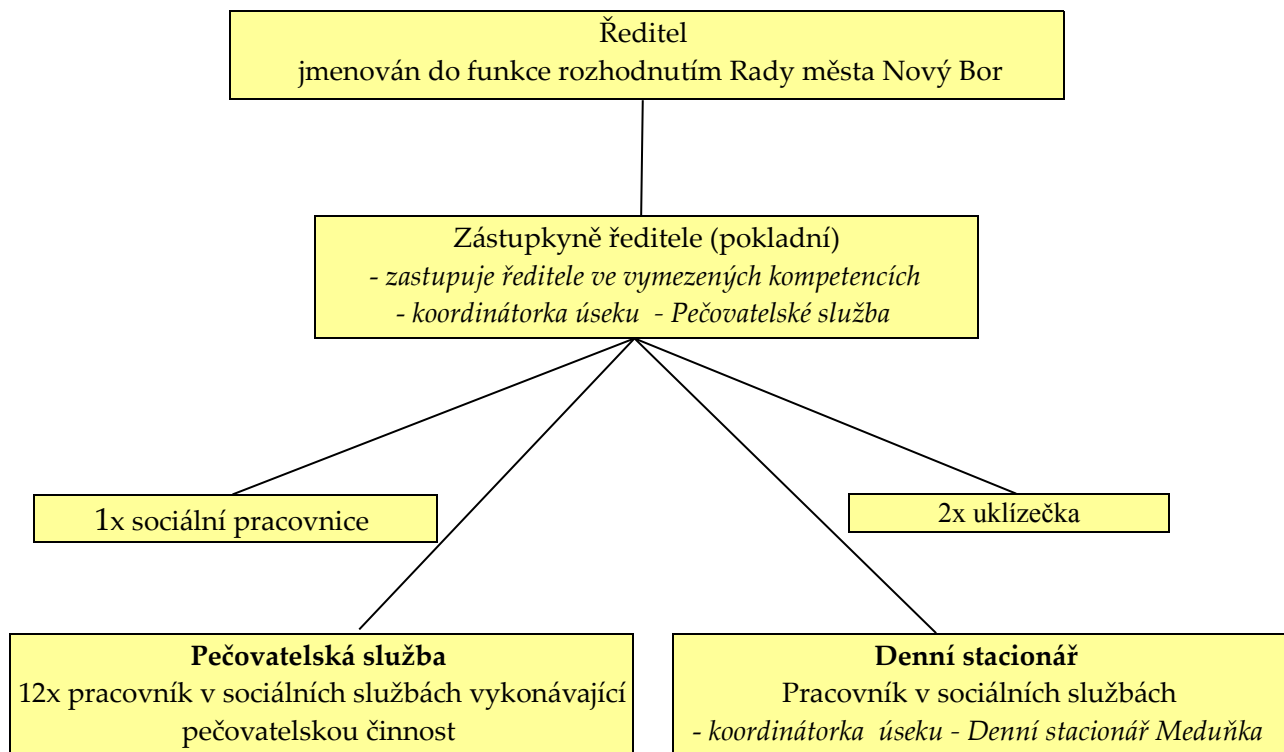 Ředitel
jmenován do funkce rozhodnutím Rady města Nový Bor
Zástupkyně ředitele (pokladní)
- zastupuje ředitele ve vymezených kompetencích
- koordinátorka úseku - Pečovatelské služba
1x sociální pracovnice
2x uklízečka
Pečovatelská služba
12x pracovník v sociálních službách vykonávající
pečovatelskou činnost
Denní stacionář
Pracovník v sociálních službách
- koordinátorka úseku - Denní stacionář Meduňka